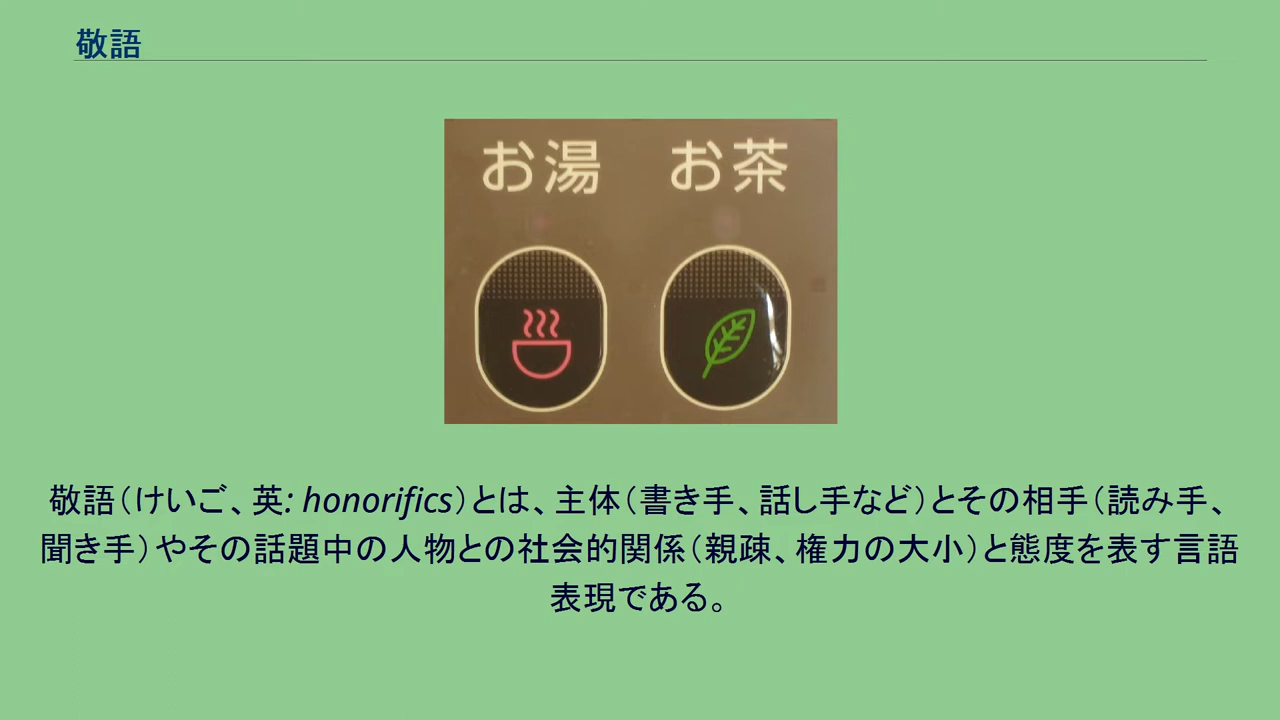 敬語
お湯 お茶
敬語（けいご、英: honorifics）とは、主体（書き手、話し手など）とその相手（読み手、
聞き手）やその話題中の人物との社会的関係（親疎、権力の大小）と態度を表す言語
表現である。